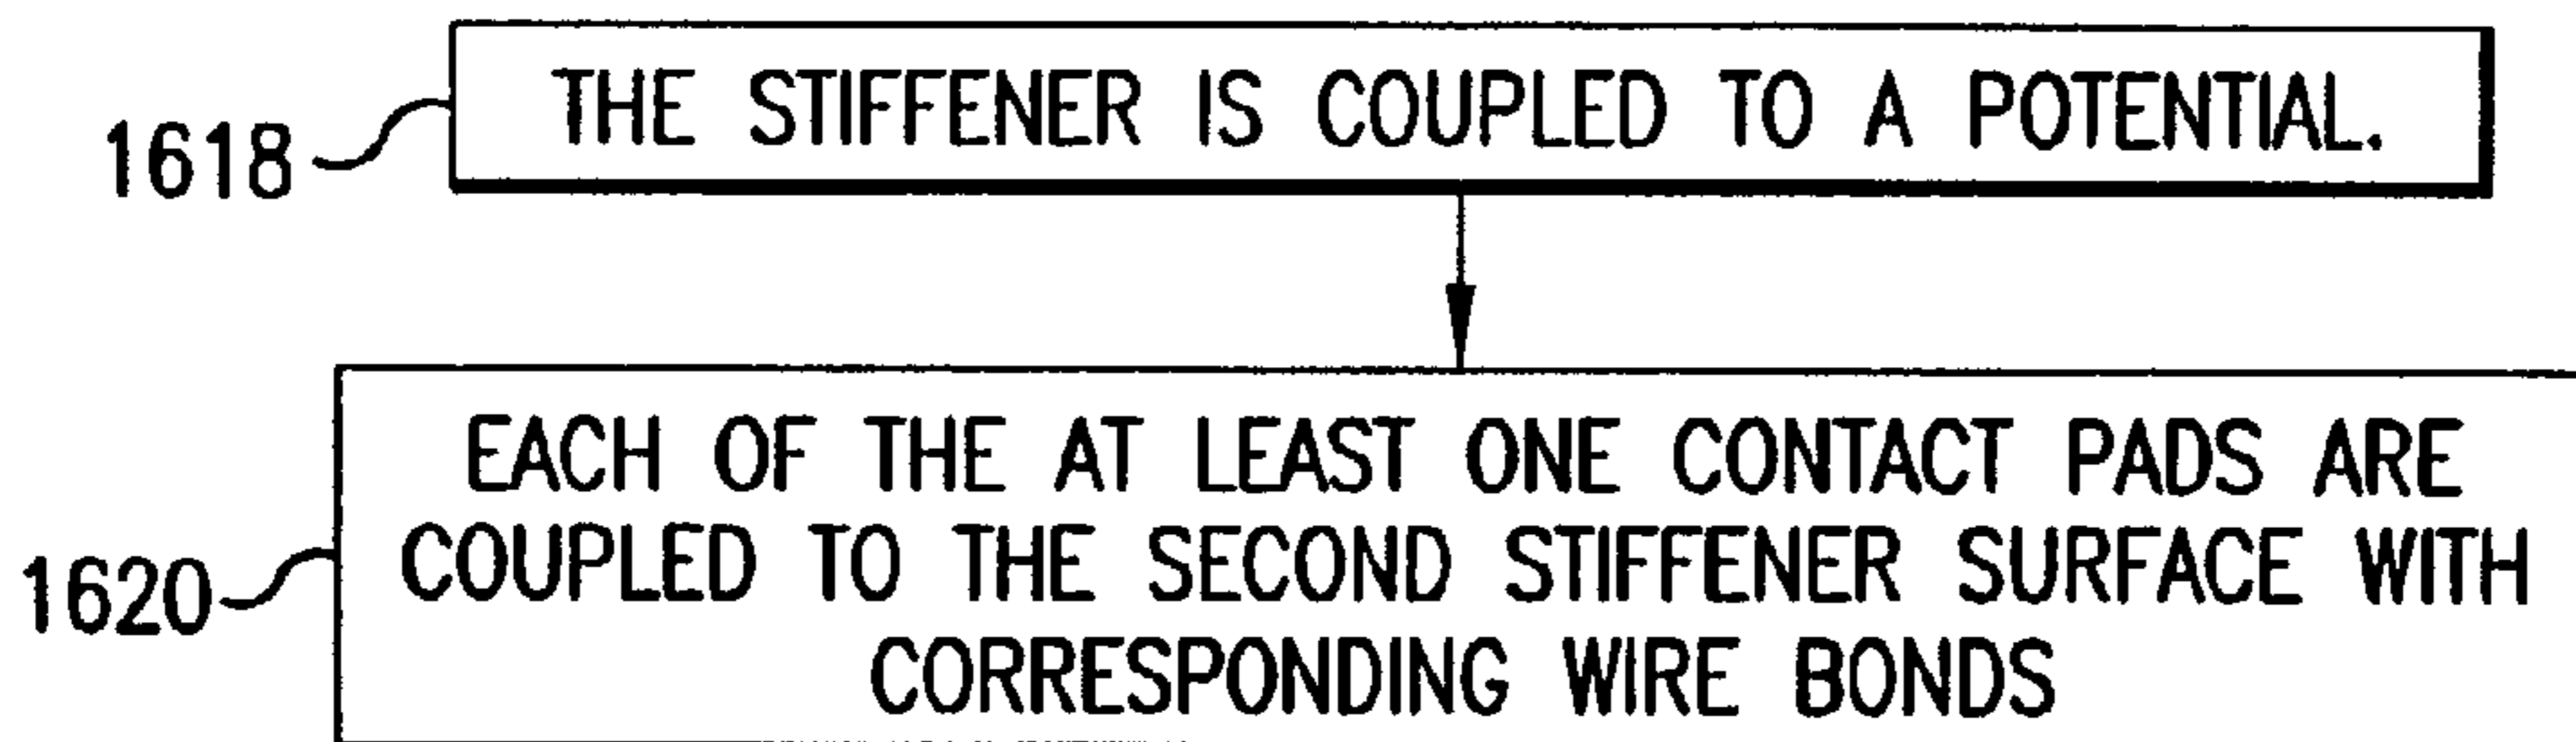 1618
THE STIFFENER IS COUPLED TO A POTENTIAL.
1620
EACH OF THE AT LEAST ONE CONTACT PADS ARE
COUPLED TO THE SECOND STIFFENER SURFACE WITH
CORRESPONDING WIRE BONDS